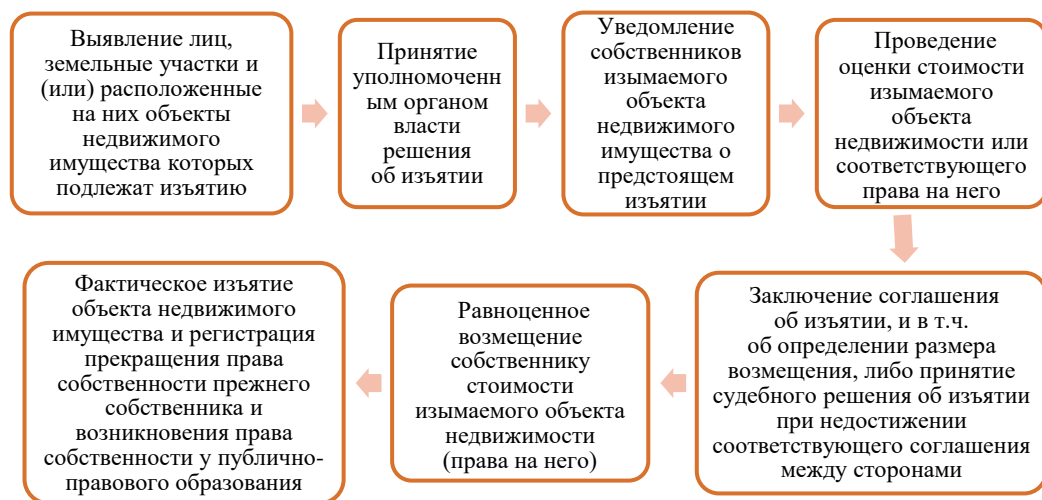 Выявление лиц,
земельные участки и
(или) расположенные
на них объекты
недвижимого
имущества которых
подлежат изъятию
Принятие
уполномоченн
ым органом
власти
решения
об изъятии
Уведомление
собственников
изымаемого
объекта
недвижимого
имущества о
предстоящем
изъятии
Проведение
оценки стоимости
изымаемого
объекта
недвижимости или
соответствующего
права на него
Заключение соглашения
об изъятии, и в т.ч.
об определении размера
возмещения, либо принятие
судебного решения об изъятии
при недостижении
соответствующего соглашения
между сторонами
Равноценное
возмещение
собственнику
стоимости
изымаемого объекта
недвижимости
(права на него)
Фактическое изъятие
объекта недвижимого
имущества и регистрация
прекращения права
собственности прежнего
собственника и
возникновения права
собственности у публично-
правового образования